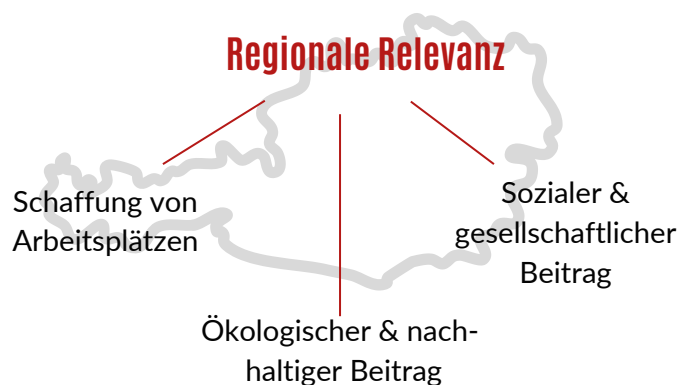 Regionale Relevanz
Schaffung von
Arbeitsplätzen
Sozialer &
gesellschaftlicher
Beitrag
Ökologischer & nach-
haltiger Beitrag